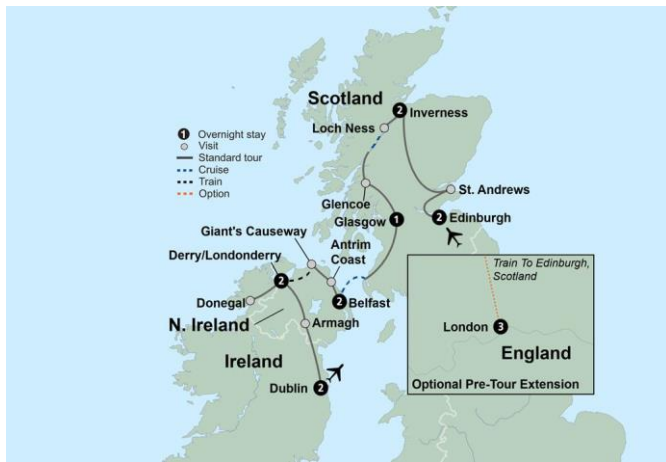 Scotland
2 Inverness
Loch Ness
1 Overnight stay
Visit
Standard tour
Cruise
Train
Option
St. Andrews
Glencoe
Glasgow 1
2 Edinburgh
Giant's Causeway
Antrim
Coast
Derry/Londonderry
2
Train To Edinburgh,
Scotland
Donegal
2 Belfast
N. Ireland
Armagh
London 3
England
Ireland
Dublin 2
Optional Pre-Tour Extension